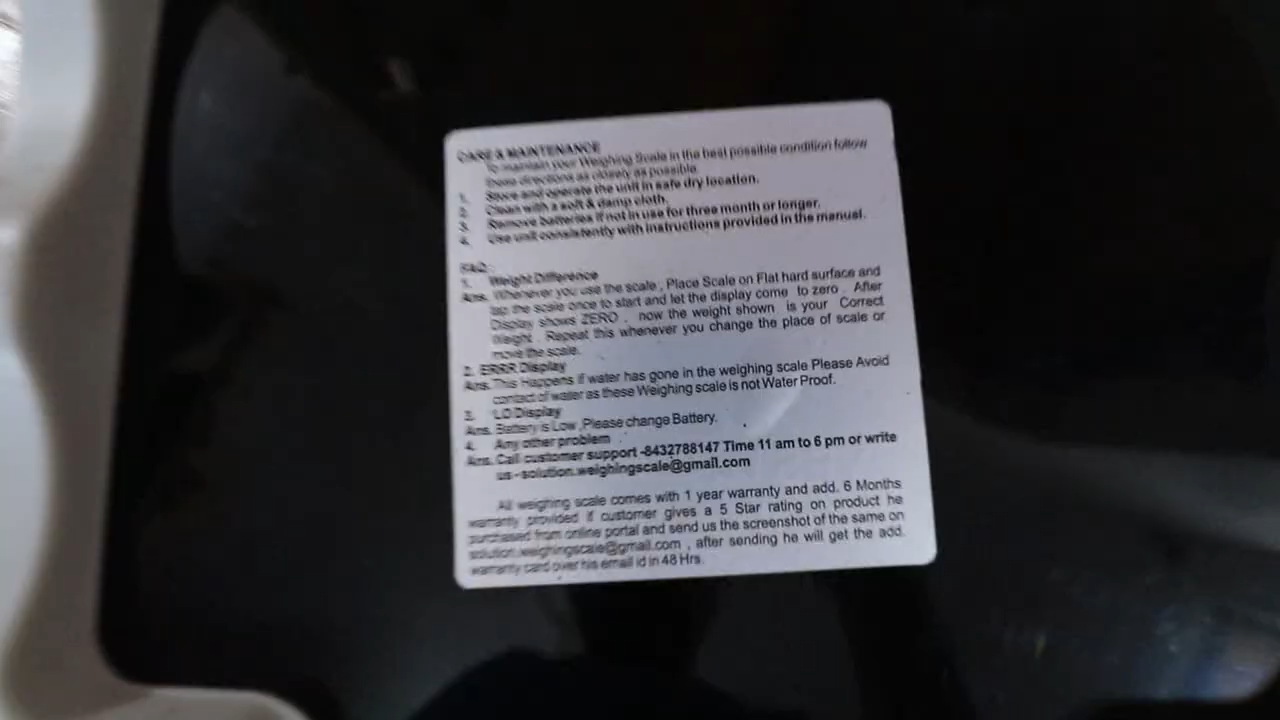 CARE & MAINTENANCE
To maintain your Weighing Scale in the best possible condition follow
these directions as closely as possible.
1. Store and operate the unit in safe dry location.
2. Clean with a soft & damp cloth.
3. Remove batteries if not in use for three month or longer.
4. Use unit consistently with instructions provided in the manual.
FAQ:
1. Weight Difference
Ans. Whenever you use the scale , Place Scale on Flat hard surface and
tap the scale once to start and let the display come to zero . After
Display shows ZERO , now the weight shown is your Correct
Weight . Repeat this whenever you change the place of scale or
move the scale.
2. ERRR Display
Ans. This Happens if water has gone in the weighing scale Please Avoid
contact of water as these Weighing scale is not Water Proof.
3. LO Display
Ans. Battery is Low ,Please change Battery.
4. Any other problem
Ans. Call customer support -8432788147 Time 11 am to 6 pm or write
us - solution.weighingscale@gmail.com
All weighing scale comes with 1 year warranty and add. 6 Months
warranty provided if customer gives a 5 Star rating on product he
purchased from online portal and send us the screenshot of the same on
solution.weighingscale@gmail.com , after sending he will get the add.
warranty card over his email id in 48 Hrs.